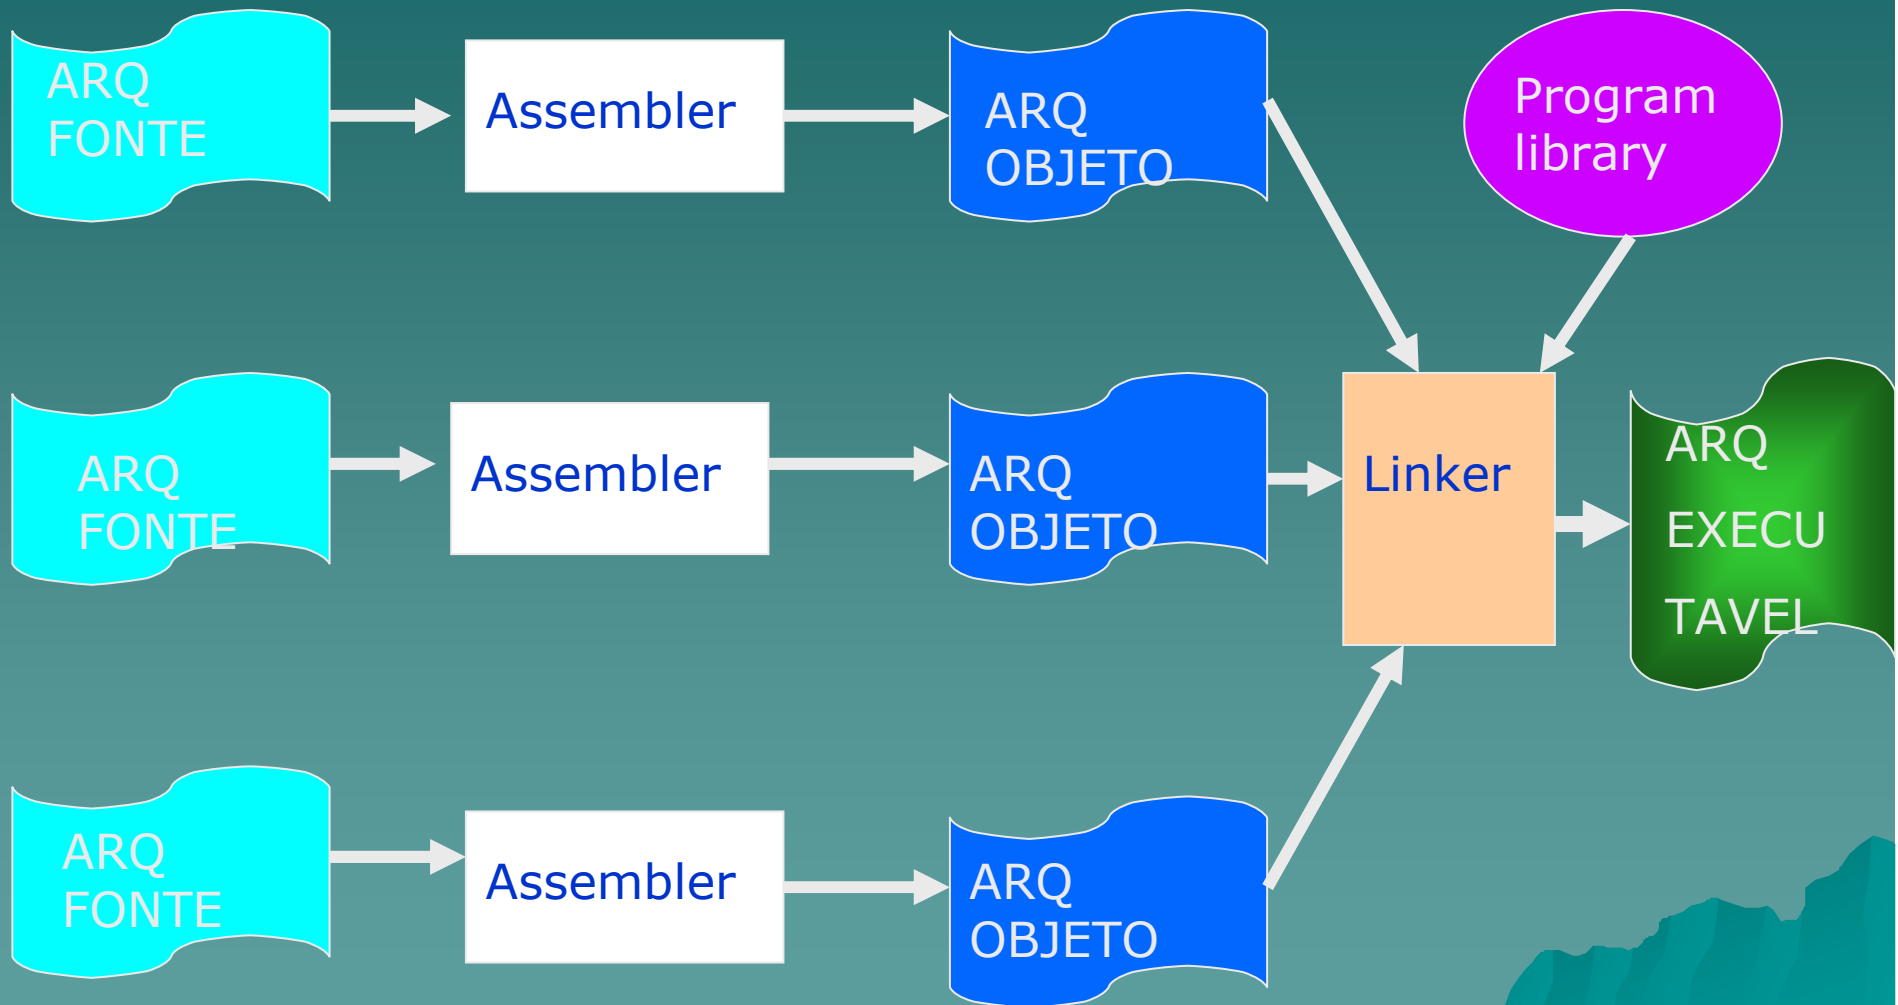 ARQ
FONTE
Assembler
ARQ
OBJETO
Program
library
ARQ
FONTE
Assembler
ARQ
OBJETO
Linker
ARQ
EXECU
TAVEL
ARQ
FONTE
Assembler
ARQ
OBJETO